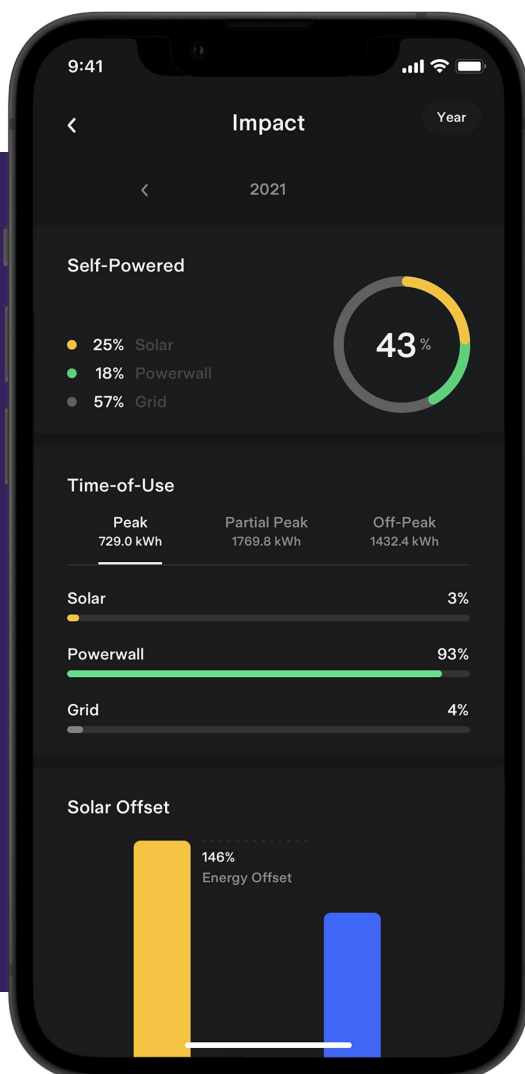 9:41
Impact
Year
2021
Self-Powered
25% Solar
18% Powerwall
57% Grid
43%
Time-of-Use
Peak Partial Peak Off-Peak
729.0 kWh 1769.8 kWh 1432.4 kWh
Solar 3%
Powerwall 93%
Grid 4%
Solar Offset
146%
Energy Offset